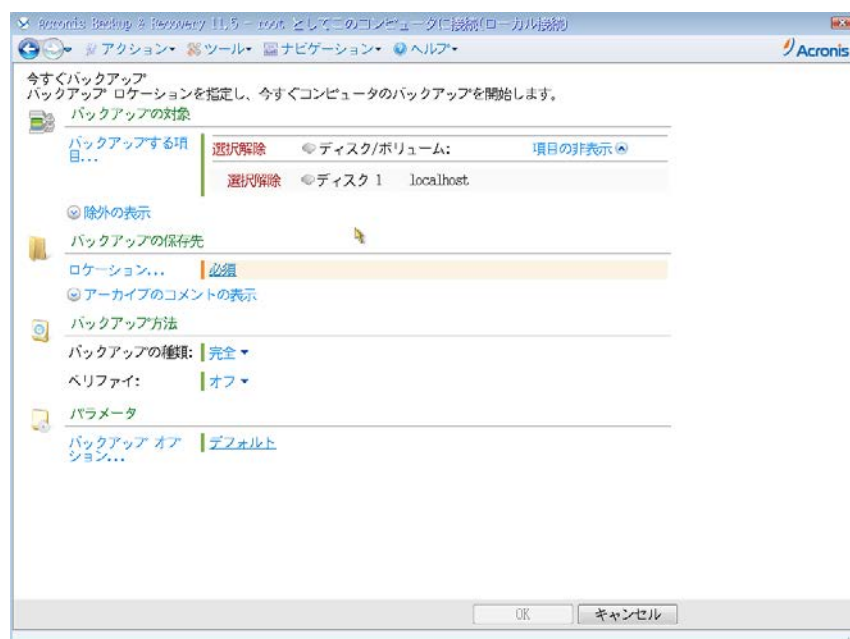 Acronis Backup & Recovery 11.5 - root としてこのコンピュータに接続(ローカル接続)
アクション ツール ナビゲーション ヘルプ
Acronis
今すぐバックアップ
バックアップ ロケーションを指定し、今すぐコンピュータのバックアップを開始します。
バックアップの対象
バックアップする項目...
選択解除 ディスク/ボリューム: 項目の非表示
選択解除 ディスク 1 localhost
除外の表示
バックアップの保存先
ロケーション... 必須
アーカイブのコメントの表示
バックアップ方法
バックアップの種類: 完全
ベリファイ: オフ
パラメータ
バックアップ オプション... デフォルト
OK キャンセル